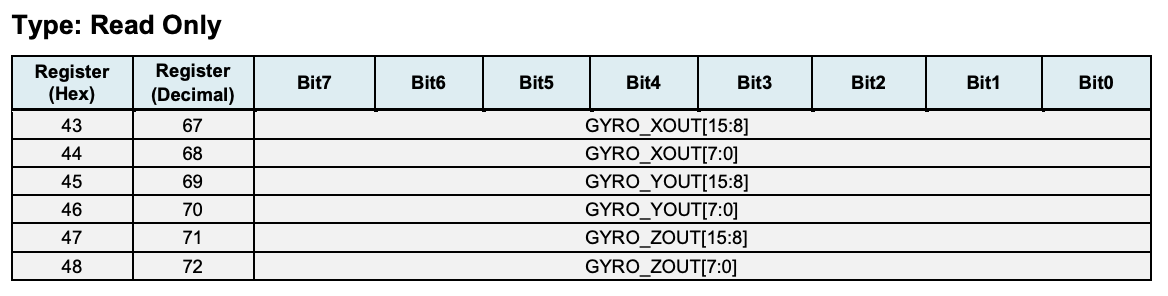 Type: Read Only
Register (Hex) Register (Decimal) Bit7 Bit6 Bit5 Bit4 Bit3 Bit2 Bit1 Bit0
43 67 GYRO_XOUT[15:8]
44 68 GYRO_XOUT[7:0]
45 69 GYRO_YOUT[15:8]
46 70 GYRO_YOUT[7:0]
47 71 GYRO_ZOUT[15:8]
48 72 GYRO_ZOUT[7:0]